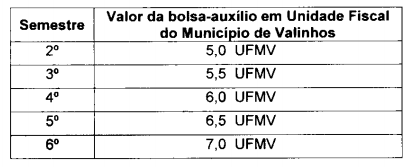 Semestre Valor da bolsa-auxílio em Unidade Fiscal
do Município de Valinhos
2º 5,0 UFMV
3º 5,5 UFMV
4º 6,0 UFMV
5º 6,5 UFMV
6º 7,0 UFMV